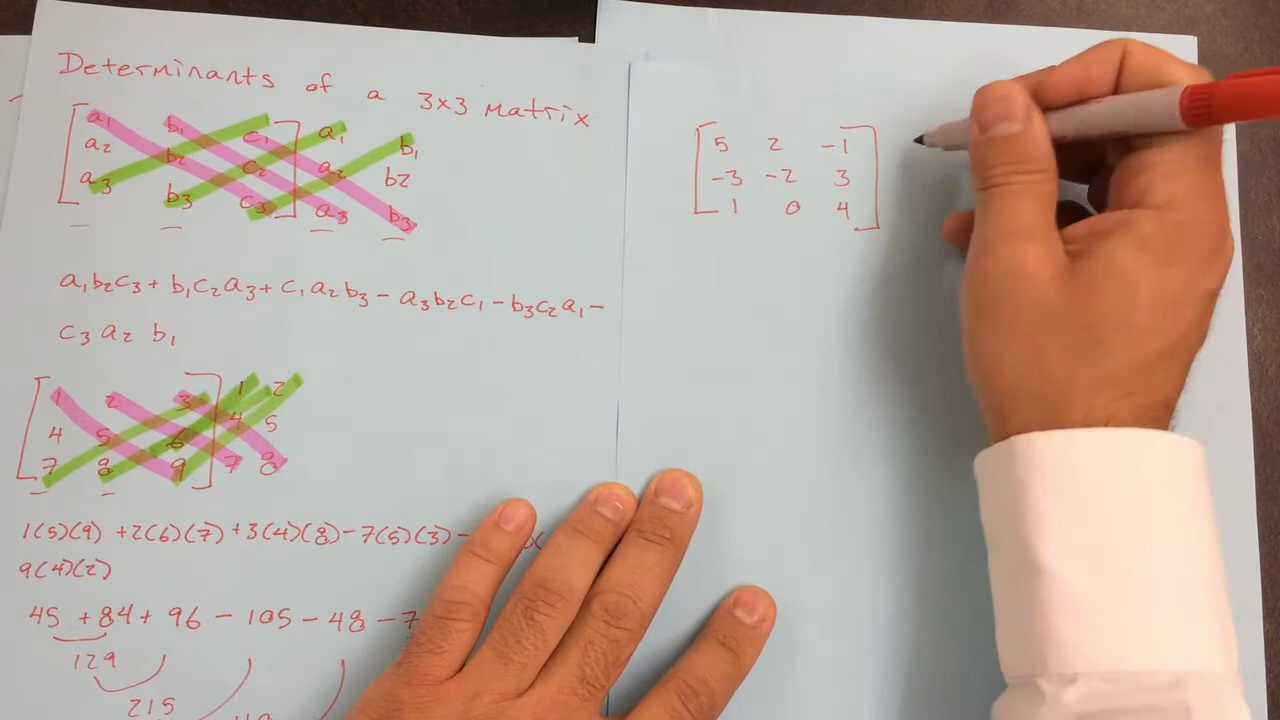 Determinants of a 3x3 Matrix
a1 b1 c1 a1 b1
a2 b2 c2 a2 b2
a3 b3 c3 a3 b3
a1b2c3 + b1c2a3 + c1a2b3 - a3b2c1 - b3c2a1 -
c3 a2 b1
1 2 3 1 2
4 5 6 4 5
7 8 9 7 8
1(5)(9) +2(6)(7) +3(4)(8) - 7(5)(3) -
9(4)(2)
45 +84 + 96 - 105 - 48 - 7
129
215
5 2 -1
-3 -2 3
1 0 4